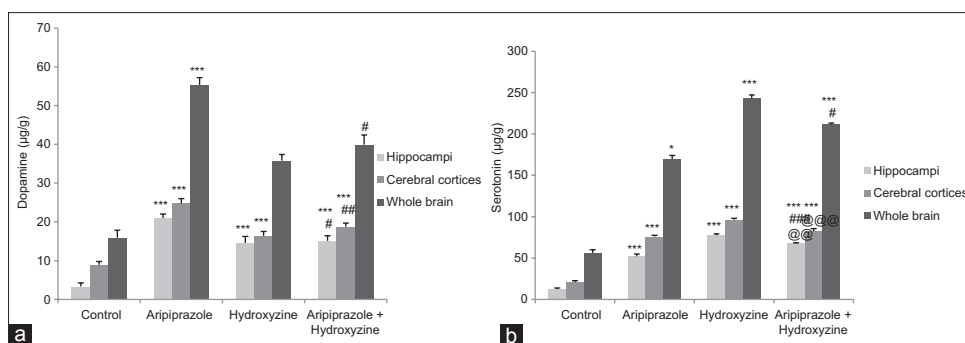 70
60
50
40
30
20
10
0
Dopamine (µg/g)
***
***
***
***
***
#
***
#
***
##
Hippocampi
Cerebral cortices
Whole brain
Control
Aripiprazole
Hydroxyzine
Aripiprazole +
Hydroxyzine
a
300
250
200
150
100
50
0
Serotonin (µg/g)
***
***
*
***
***
***
***
#
***
***
###
@@
@@@
Hippocampi
Cerebral cortices
Whole brain
Control
Aripiprazole
Hydroxyzine
Aripiprazole +
Hydroxyzine
b